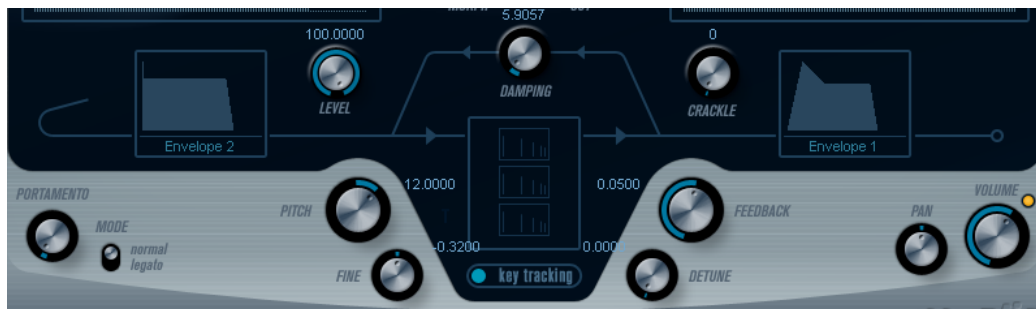 5.9057
100.0000
0
LEVEL
DAMPING
CRACKLE
Envelope 2
Envelope 1
PORTAMENTO
MODE
normal
legato
PITCH
12.0000
0.0500
FEEDBACK
PAN
VOLUME
-0.3200
0.0000
FINE
key tracking
DETUNE